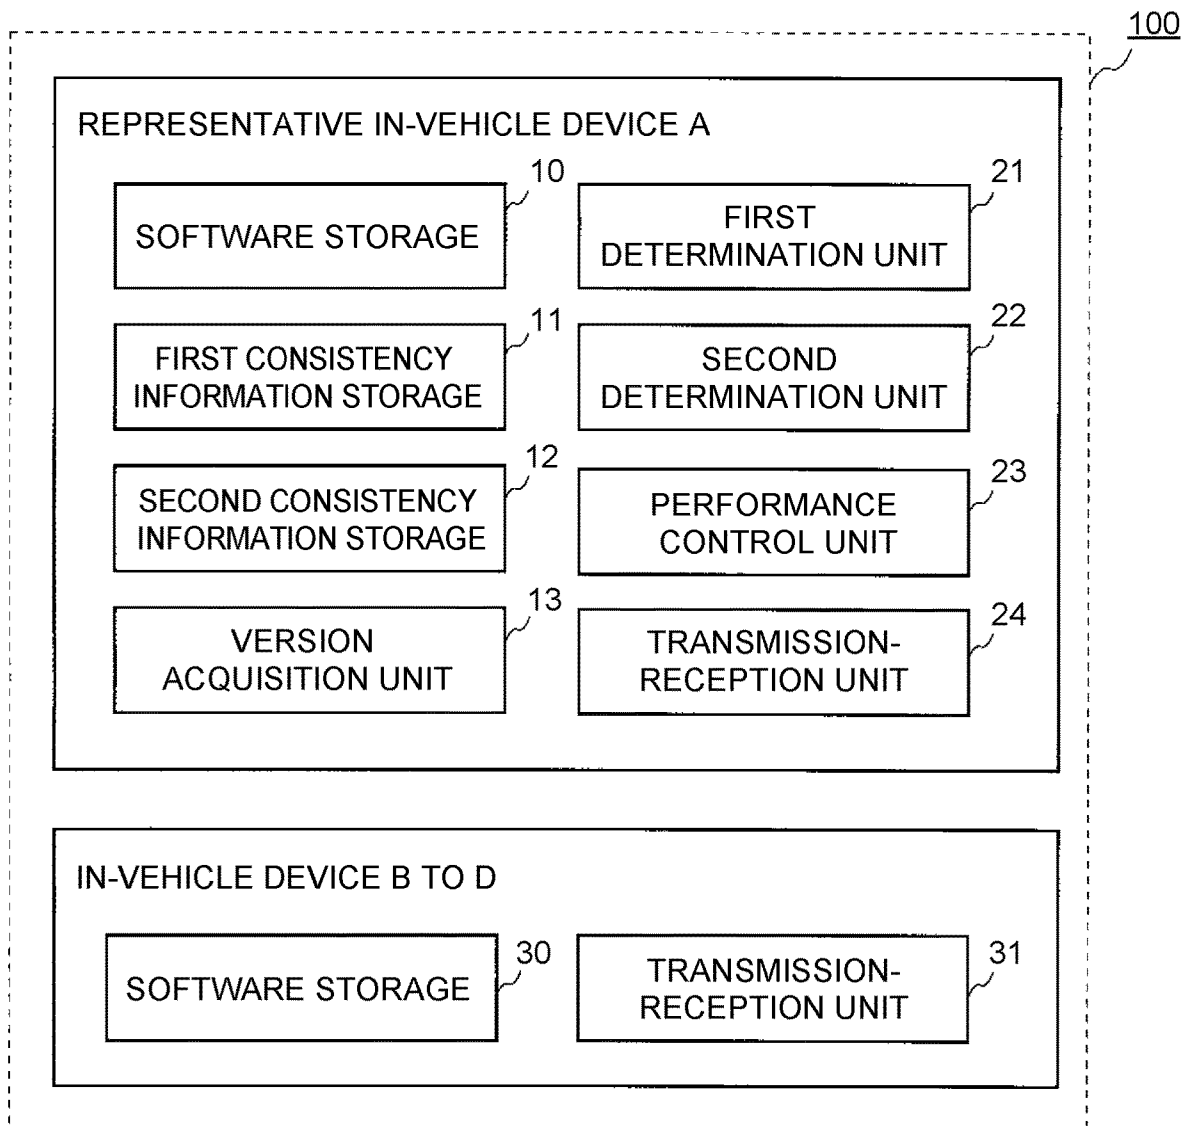 100
REPRESENTATIVE IN-VEHICLE DEVICE A
10
SOFTWARE STORAGE
21
FIRST
DETERMINATION UNIT
11
FIRST CONSISTENCY
INFORMATION STORAGE
22
SECOND
DETERMINATION UNIT
12
SECOND CONSISTENCY
INFORMATION STORAGE
23
PERFORMANCE
CONTROL UNIT
13
VERSION
ACQUISITION UNIT
24
TRANSMISSION-
RECEPTION UNIT
IN-VEHICLE DEVICE B TO D
30
SOFTWARE STORAGE
31
TRANSMISSION-
RECEPTION UNIT